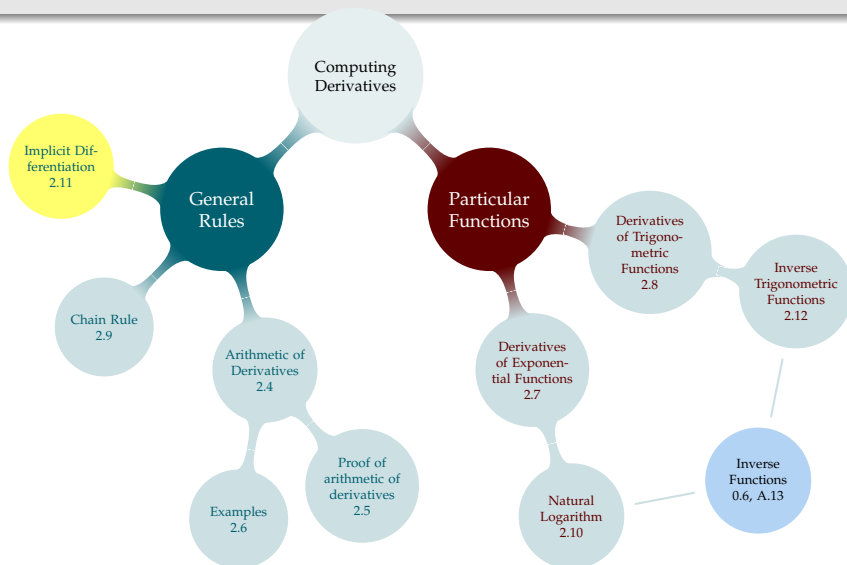 Computing
Derivatives
Implicit Dif-
ferentiation
2.11
General
Rules
Particular
Functions
Derivatives
of Trigono-
metric
Functions
2.8
Inverse
Trigonometric
Functions
2.12
Chain Rule
2.9
Arithmetic of
Derivatives
2.4
Derivatives
of Exponen-
tial Functions
2.7
Examples
2.6
Proof of
arithmetic of
derivatives
2.5
Natural
Logarithm
2.10
Inverse
Functions
0.6, A.13